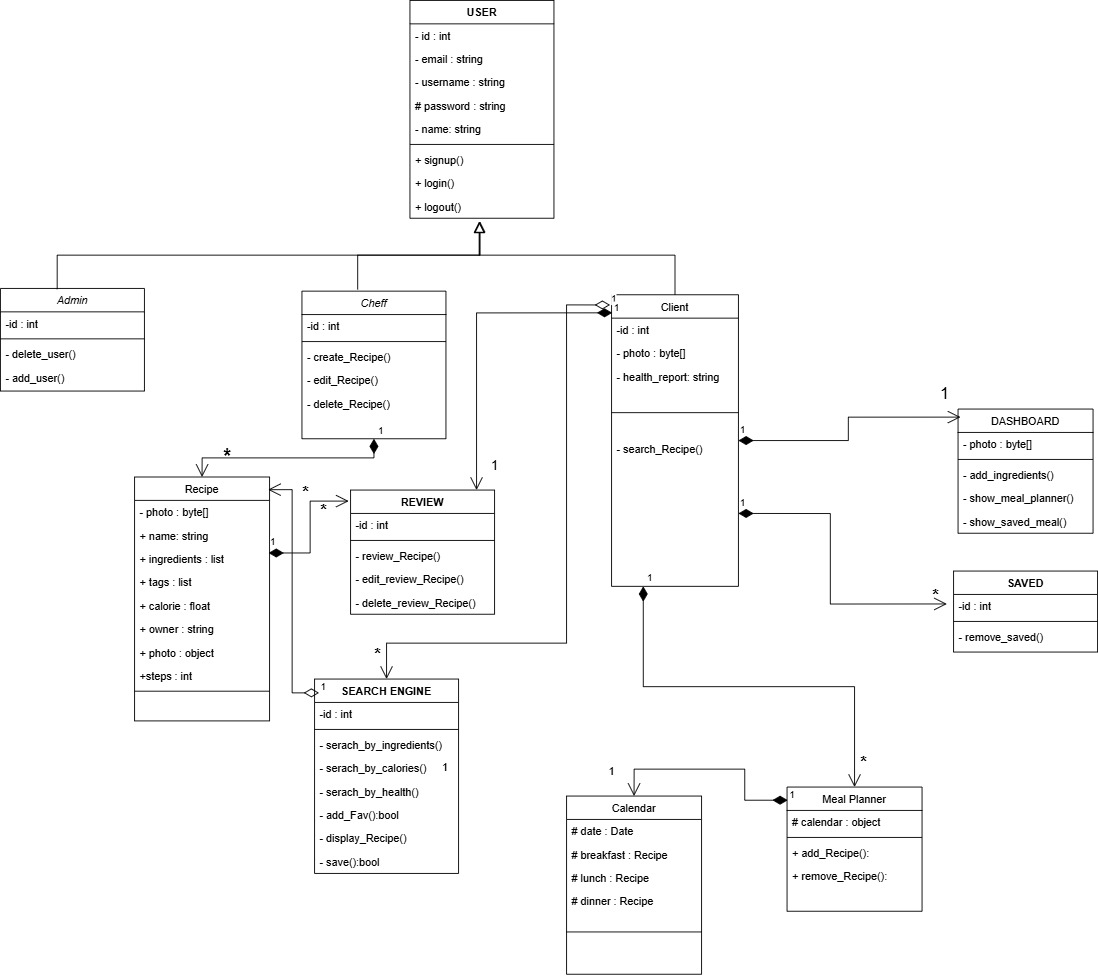 USER
- id : int
- email : string
- username : string
# password : string
- name: string
+ signup()
+ login()
+ logout()
Admin
-id : int
- delete_user()
- add_user()
Cheff
-id : int
- create_Recipe()
- edit_Recipe()
- delete_Recipe()
1
*
1
1
Client
-id : int
- photo : byte[]
- health_report: string
- search_Recipe()
1
1
1
1
1
DASHBOARD
- photo : byte[]
- add_ingredients()
- show_meal_planner()
- show_saved_meal()
*
SAVED
-id : int
- remove_saved()
Recipe
- photo : byte[]
+ name: string
+ ingredients : list
+ tags : list
+ calorie : float
+ owner : string
+ photo : object
+steps : int
1
*
*
REVIEW
-id : int
- review_Recipe()
- edit_review_Recipe()
- delete_review_Recipe()
*
1
SEARCH ENGINE
-id : int
- serach_by_ingredients()
- serach_by_calories() 1
- serach_by_health()
- add_Fav():bool
- display_Recipe()
- save():bool
*
1
Meal Planner
# calendar : object
+ add_Recipe():
+ remove_Recipe():
1
Calendar
# date : Date
# breakfast : Recipe
# lunch : Recipe
# dinner : Recipe